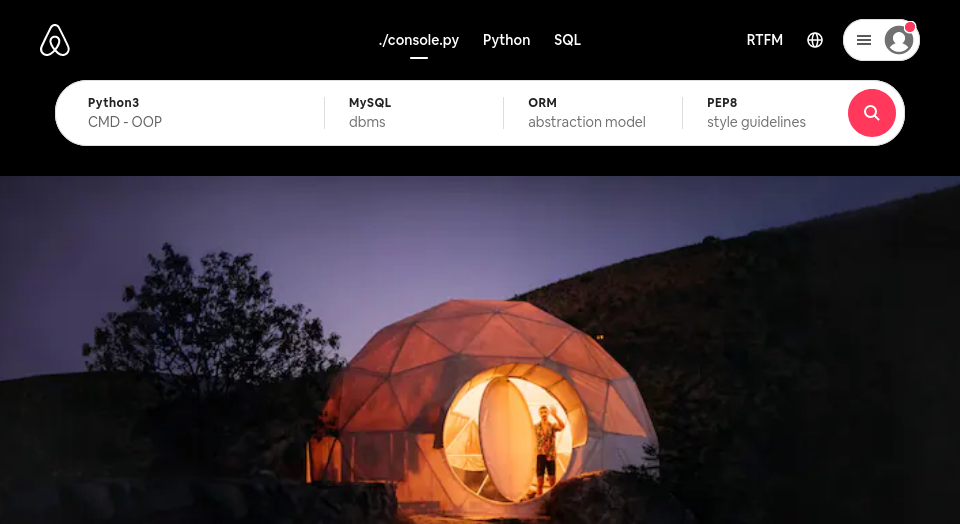 ./console.py
Python
SQL
RTFM
Python3
CMD - OOP
MySQL
dbms
ORM
abstraction model
PEP8
style guidelines